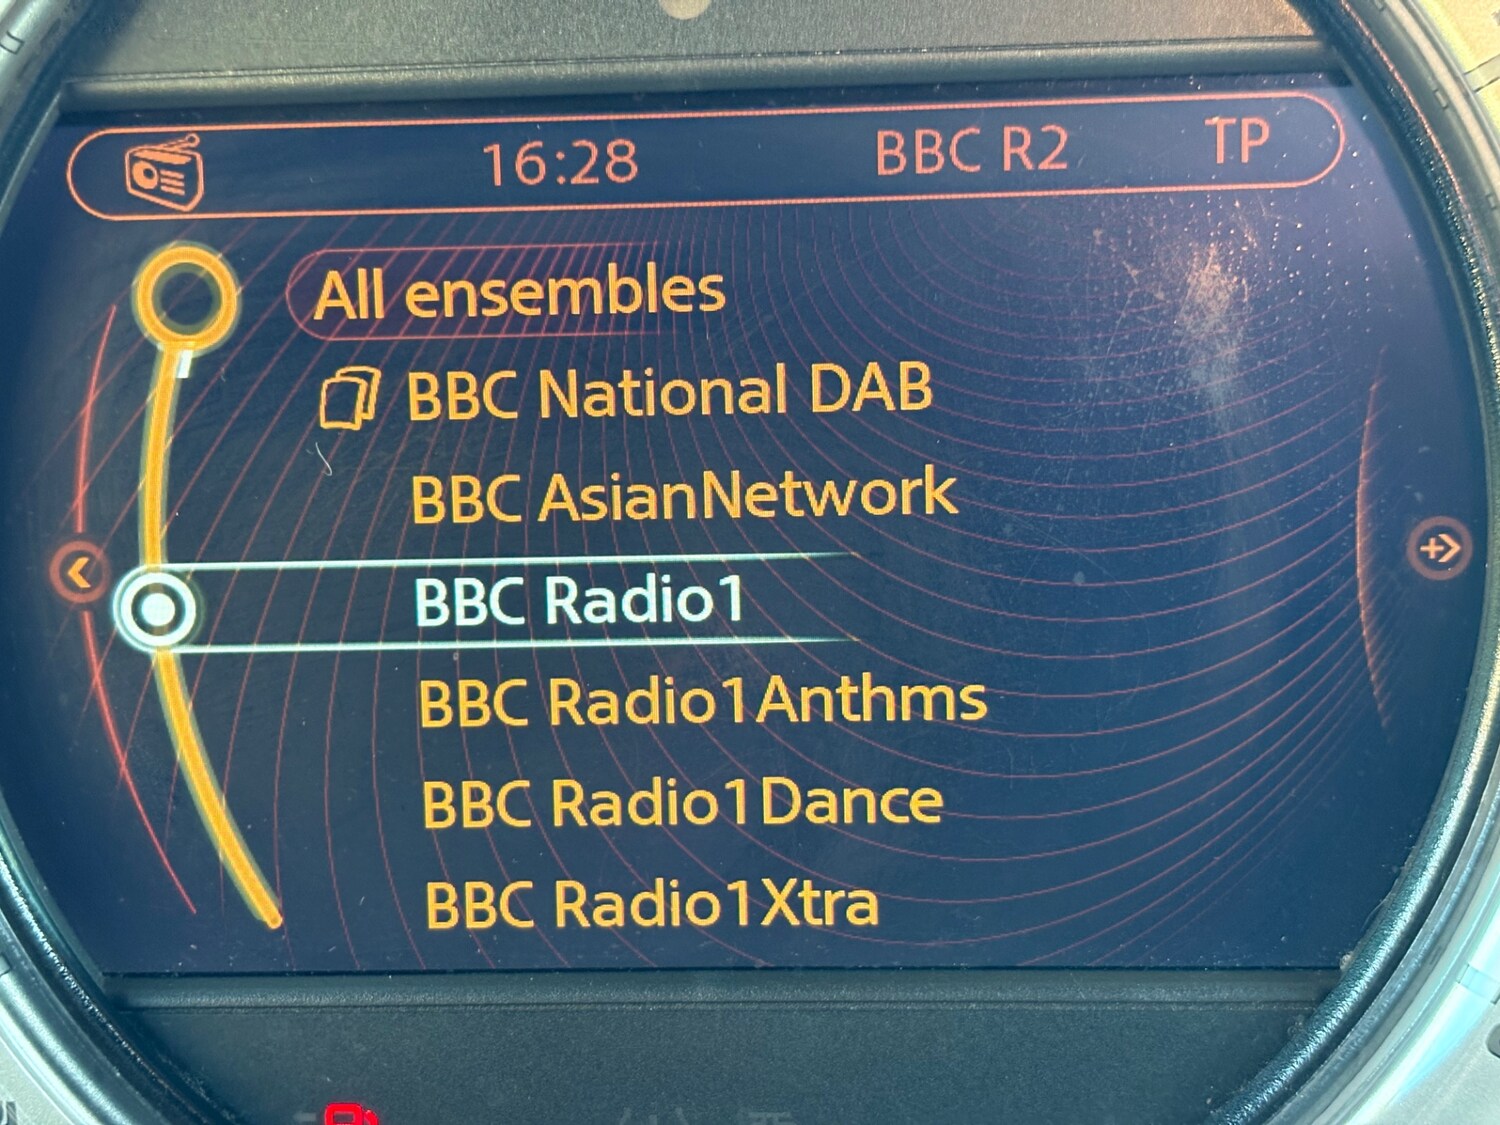 16:28 BBC R2 TP
All ensembles
BBC National DAB
BBC AsianNetwork
BBC Radio1
BBC Radio1Anthms
BBC Radio1Dance
BBC Radio1Xtra